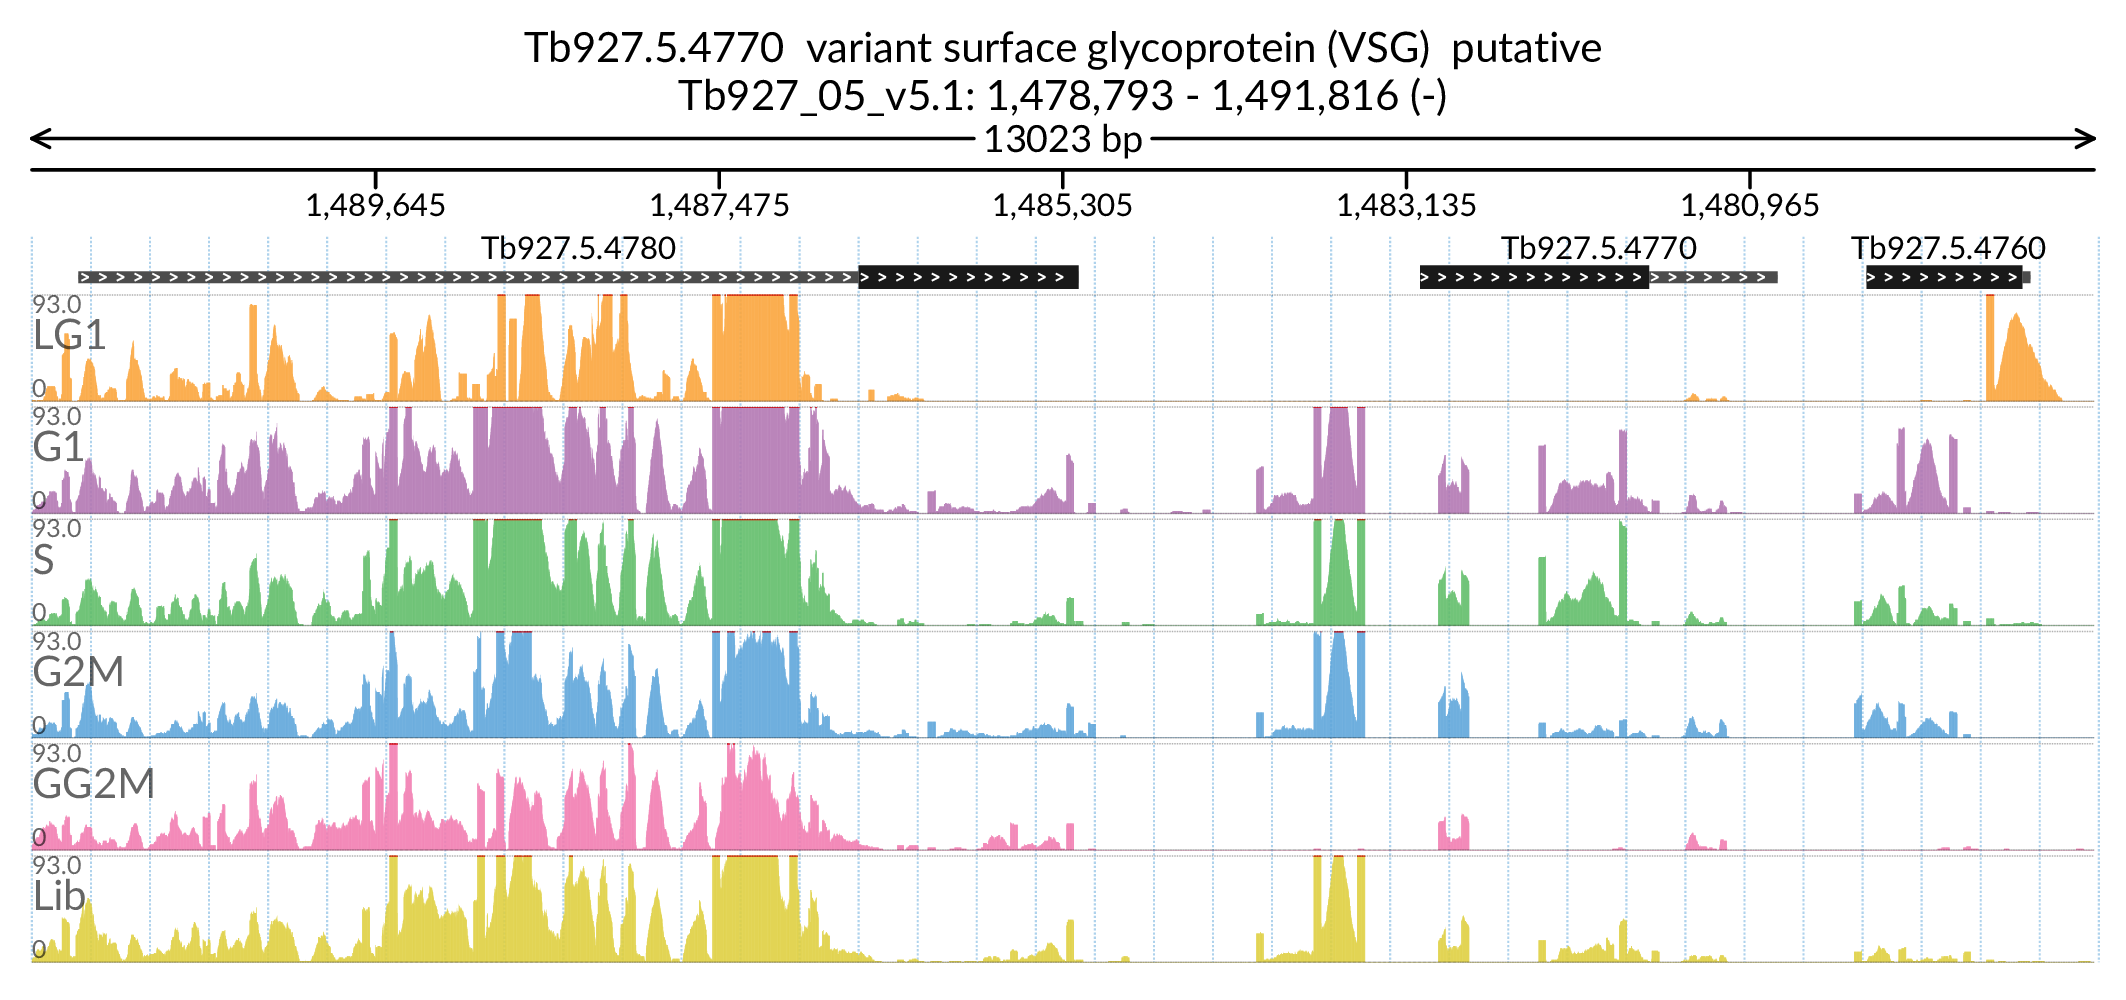 Tb927.5.4770 variant surface glycoprotein (VSG) putative
Tb927_05_v5.1: 1,478,793 - 1,491,816 (-)
13023 bp
1,489,645 1,487,475 1,485,305 1,483,135 1,480,965
Tb927.5.4780 Tb927.5.4770 Tb927.5.4760
93.0
LG1
0
93.0
G1
0
93.0
S
0
93.0
G2M
0
93.0
GG2M
0
93.0
Lib
0